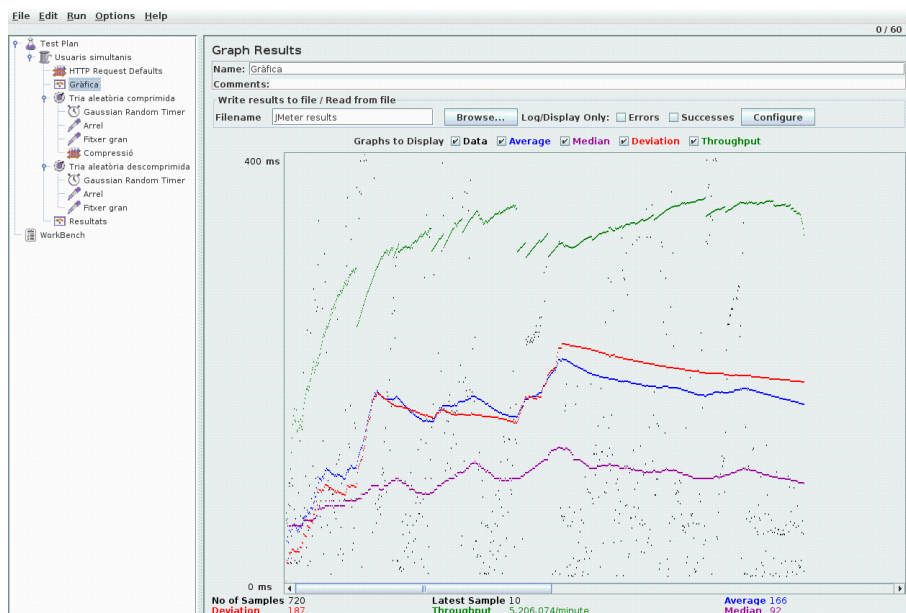 File Edit Run Options Help
0 / 60
Test Plan
Usuaris simultanis
HTTP Request Defaults
Gràfica
Tria aleatòria comprimida
Gaussian Random Timer
Arrel
Fitxer gran
Compressió
Tria aleatòria descomprimida
Gaussian Random Timer
Arrel
Fitxer gran
Resultats
WorkBench
Graph Results
Name: Gràfica
Comments:
Write results to file / Read from file
Filename JMeter results Browse... Log/Display Only: Errors Successes Configure
Graphs to Display Data Average Median Deviation Throughput
400 ms
0 ms
No of Samples 720 Latest Sample 10 Average 166
Deviation 187 Throughput 5,206.074/minute Median 92